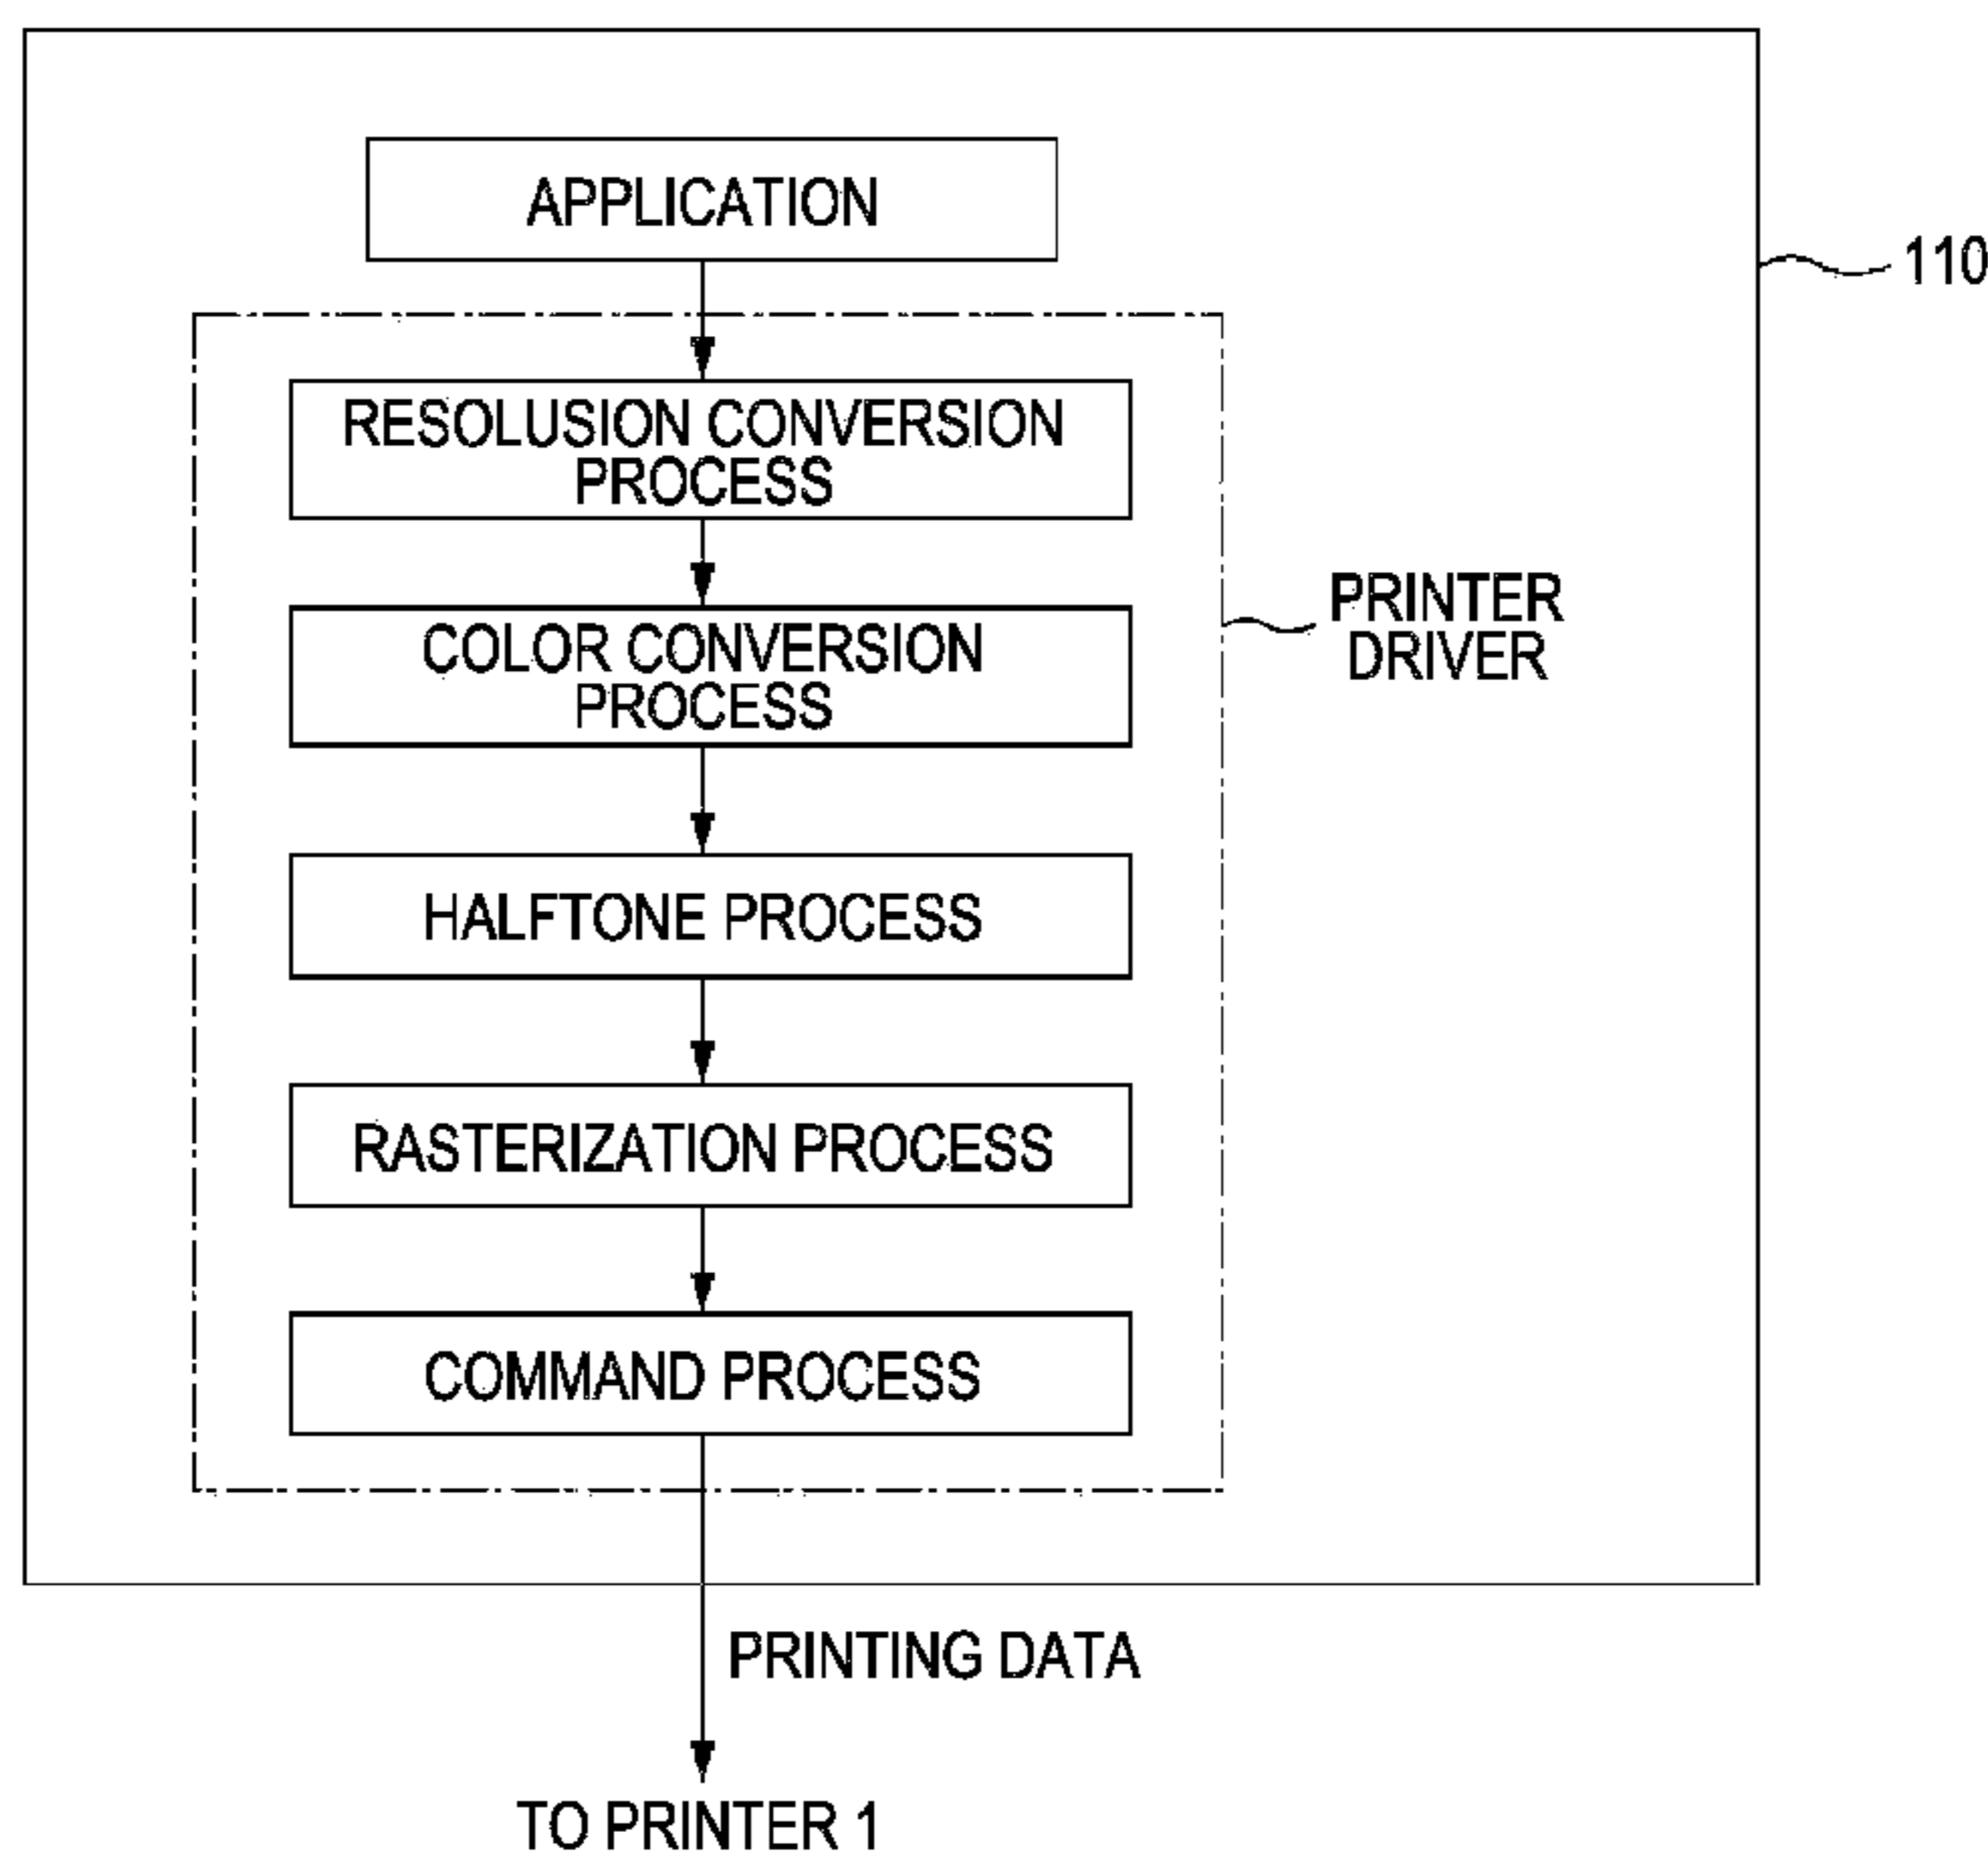 APPLICATION
110
RESOLUSION CONVERSION
PROCESS
COLOR CONVERSION
PROCESS
PRINTER
DRIVER
HALFTONE PROCESS
RASTERIZATION PROCESS
COMMAND PROCESS
PRINTING DATA
TO PRINTER 1